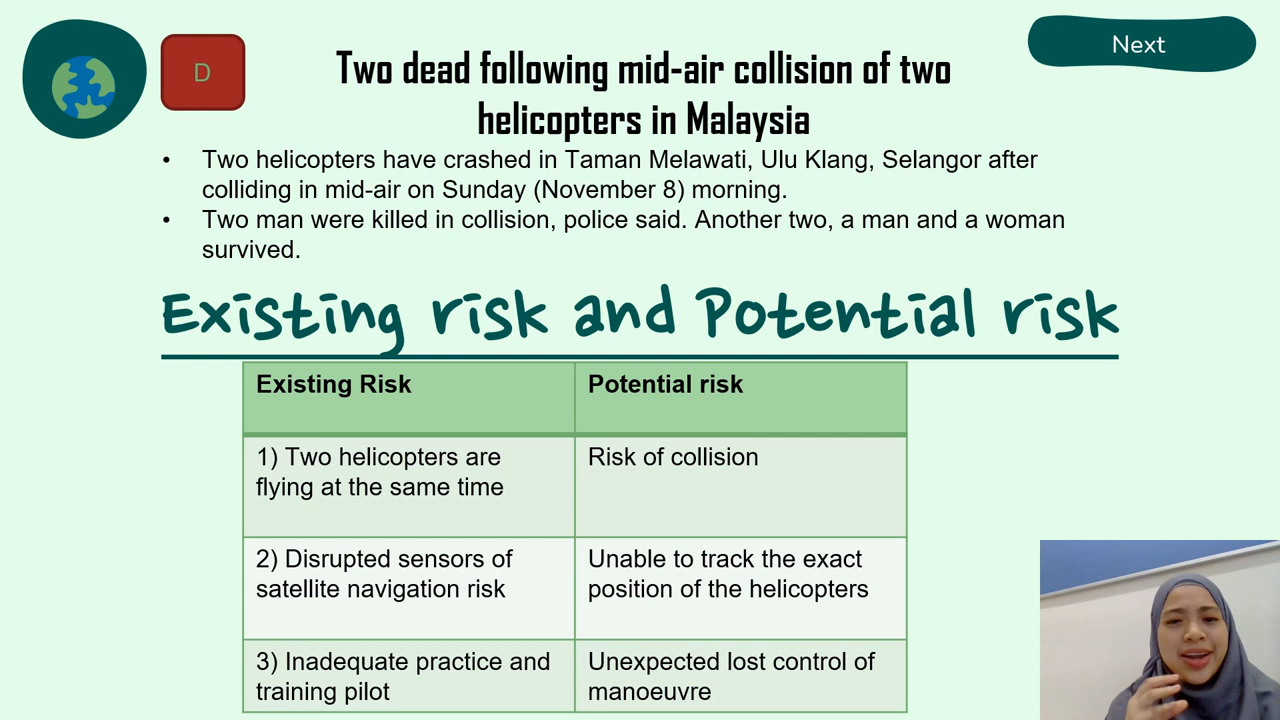 D
Next
Two dead following mid-air collision of two
helicopters in Malaysia
• Two helicopters have crashed in Taman Melawati, Ulu Klang, Selangor after
colliding in mid-air on Sunday (November 8) morning.
• Two man were killed in collision, police said. Another two, a man and a woman
survived.
Existing risk and Potential risk
Existing Risk
Potential risk
1) Two helicopters are
flying at the same time
Risk of collision
2) Disrupted sensors of
satellite navigation risk
Unable to track the exact
position of the helicopters
3) Inadequate practice and
training pilot
Unexpected lost control of
manoeuvre